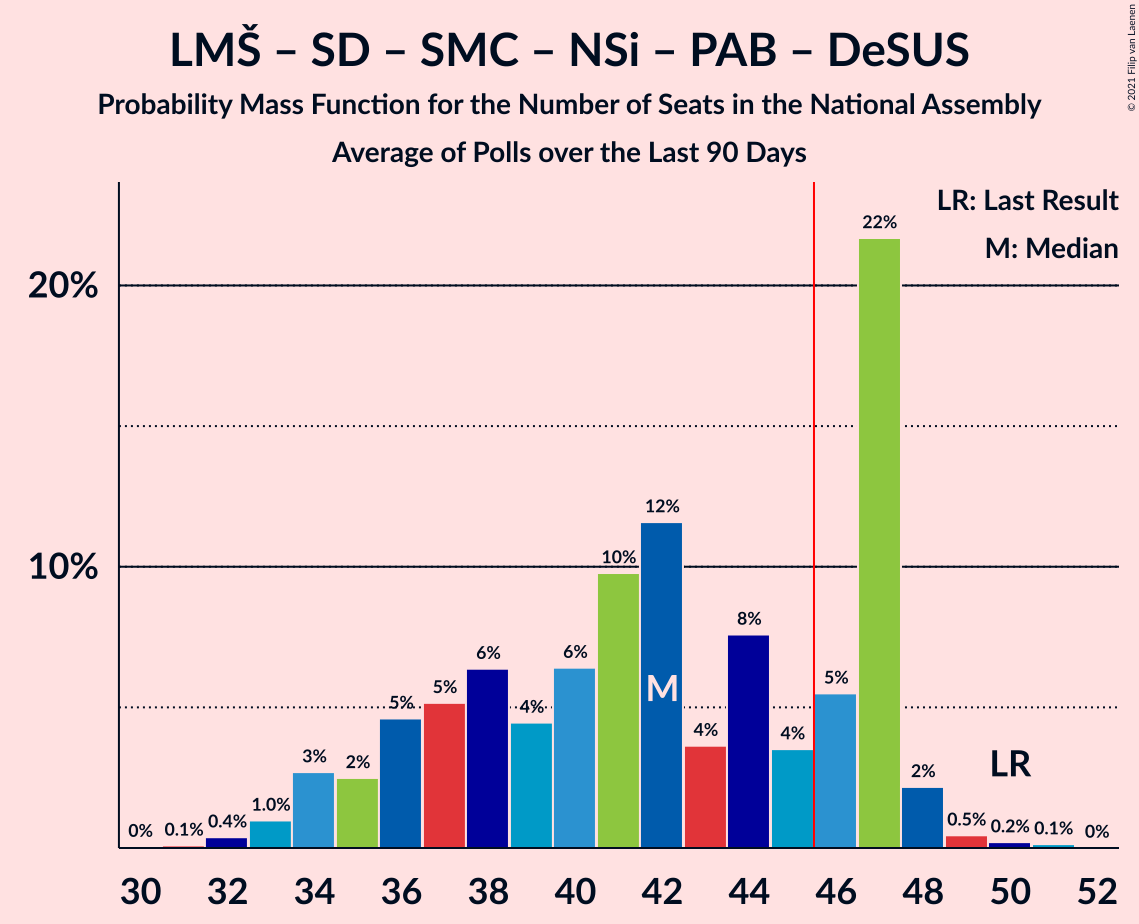 LMŠ – SD – SMC – NSi – PAB – DeSUS
Probability Mass Function for the Number of Seats in the National Assembly
Average of Polls over the Last 90 Days
© 2021 Filip van Laenen
LR: Last Result
M: Median
20%
10%
0% 0.1% 0.4% 1.0% 3% 2% 5% 5% 6% 4% 6% 10% 12% 4% 8% 4% 5% 22% 2% 0.5% 0.2% 0.1% 0%
M
LR
30 32 34 36 38 40 42 44 46 48 50 52